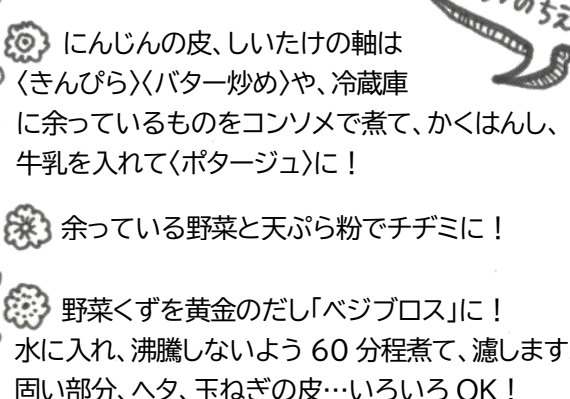 のちえ
にんじんの皮、しいたけの軸は
〈きんぴら〉〈バター炒め〉や、冷蔵庫
に余っているものをコンソメで煮て、かくはんし、
牛乳を入れて〈ポタージュ〉に！
余っている野菜と天ぷら粉でチヂミに！
野菜くずを黄金のだし「ベジブロス」に！
水に入れ、沸騰しないよう 60 分程煮て、濾します
固い部分、ヘタ、玉ねぎの皮…いろいろ OK！